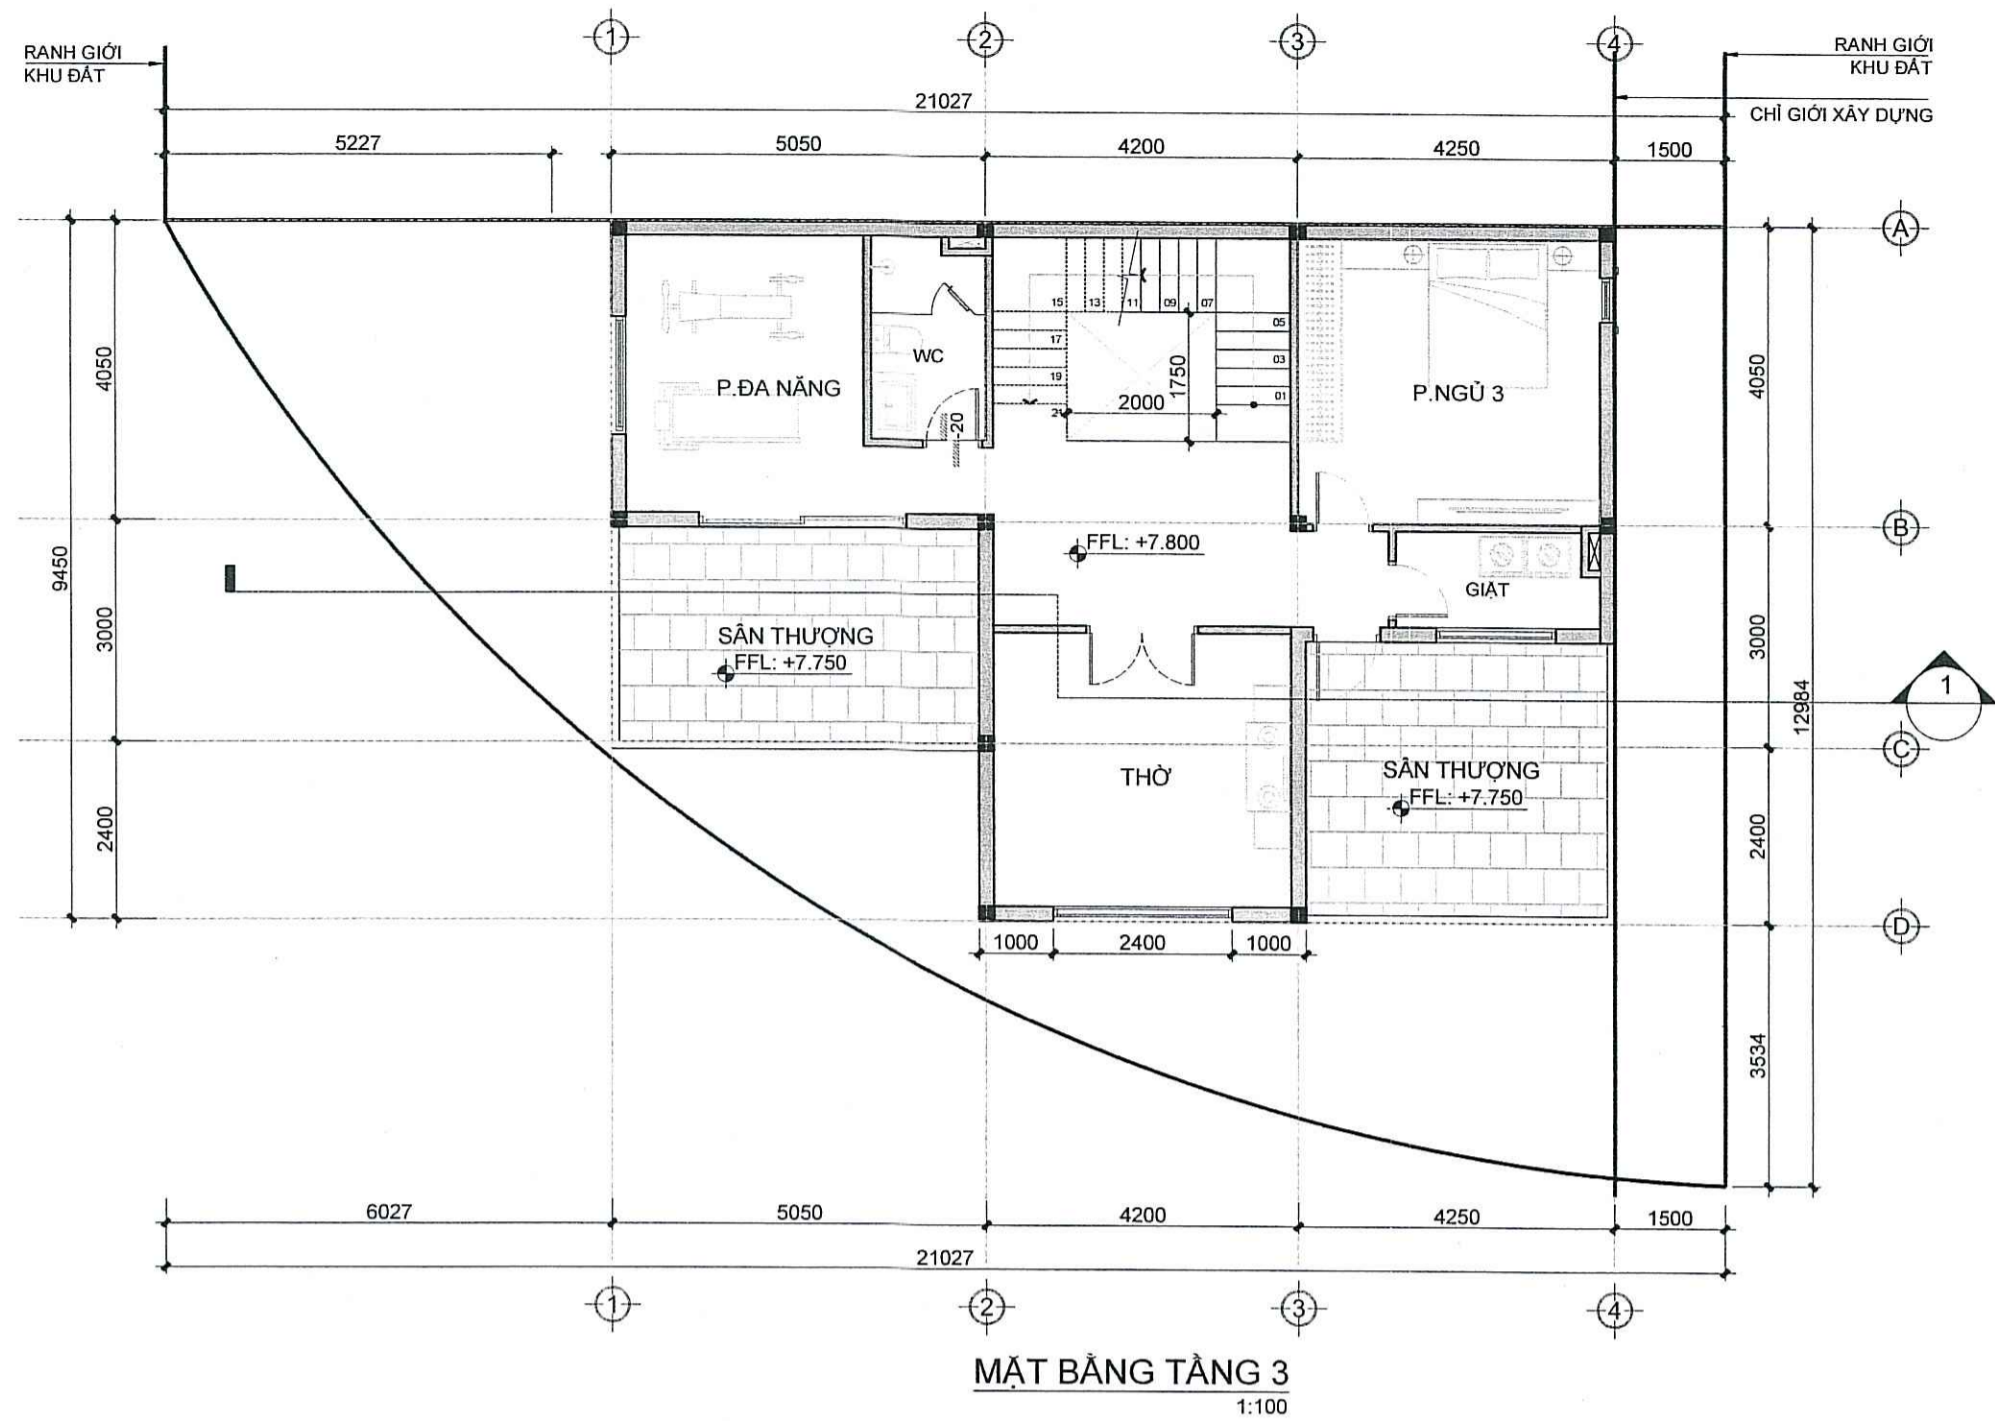 1
2
3
4
RANH GIỚI
KHU ĐẤT
RANH GIỚI
KHU ĐẤT
21027
CHỈ GIỚI XÂY DỰNG
5227
5050
4200
4250
1500
A
15
13
11
09
07
05
17
03
WC
4050
P.ĐA NĂNG
19
2000
1750
01
P.NGỦ 3
4050
21
-20
B
FFL: +7.800
9450
GIẶT
3000
SÂN THƯỢNG
FFL: +7.750
3000
1
12984
C
THỜ
SÂN THƯỢNG
FFL: +7.750
2400
2400
D
1000
2400
1000
3534
6027
5050
4200
4250
1500
21027
1
2
3
4
MẶT BẰNG TẦNG 3
1:100